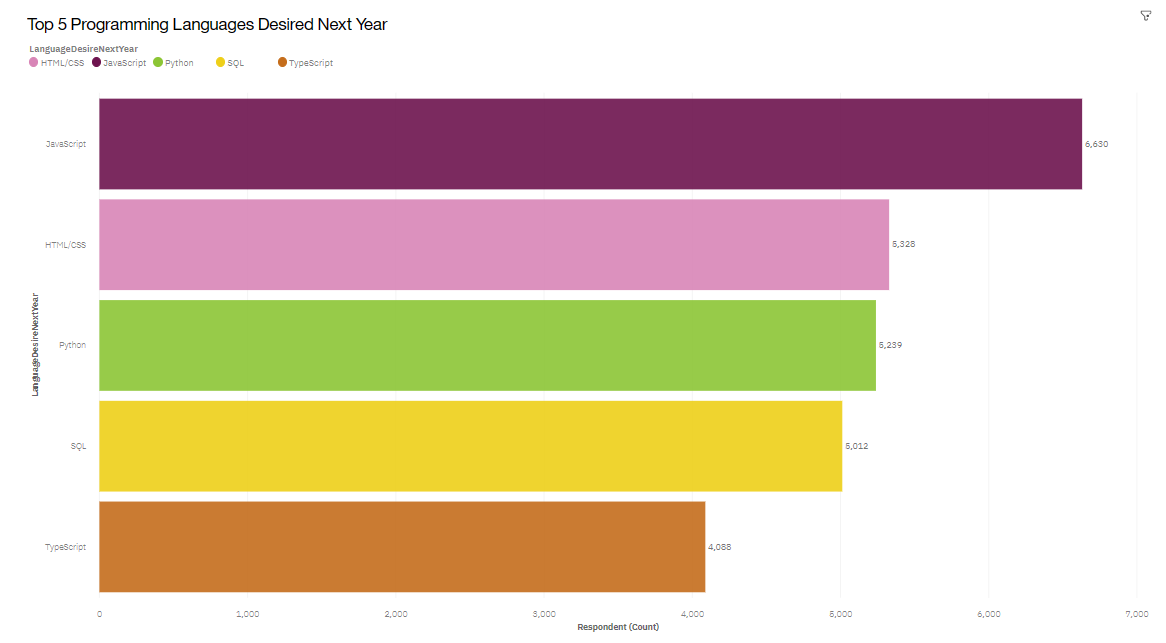 Top 5 Programming Languages Desired Next Year
LanguageDesireNextYear
HTML/CSS JavaScript Python SQL TypeScript
JavaScript 6,630
HTML/CSS 5,328
Python 5,239
SQL 5,012
TypeScript 4,088
LanguageDesireNextYear
0 1,000 2,000 3,000 4,000 5,000 6,000 7,000
Respondent (Count)